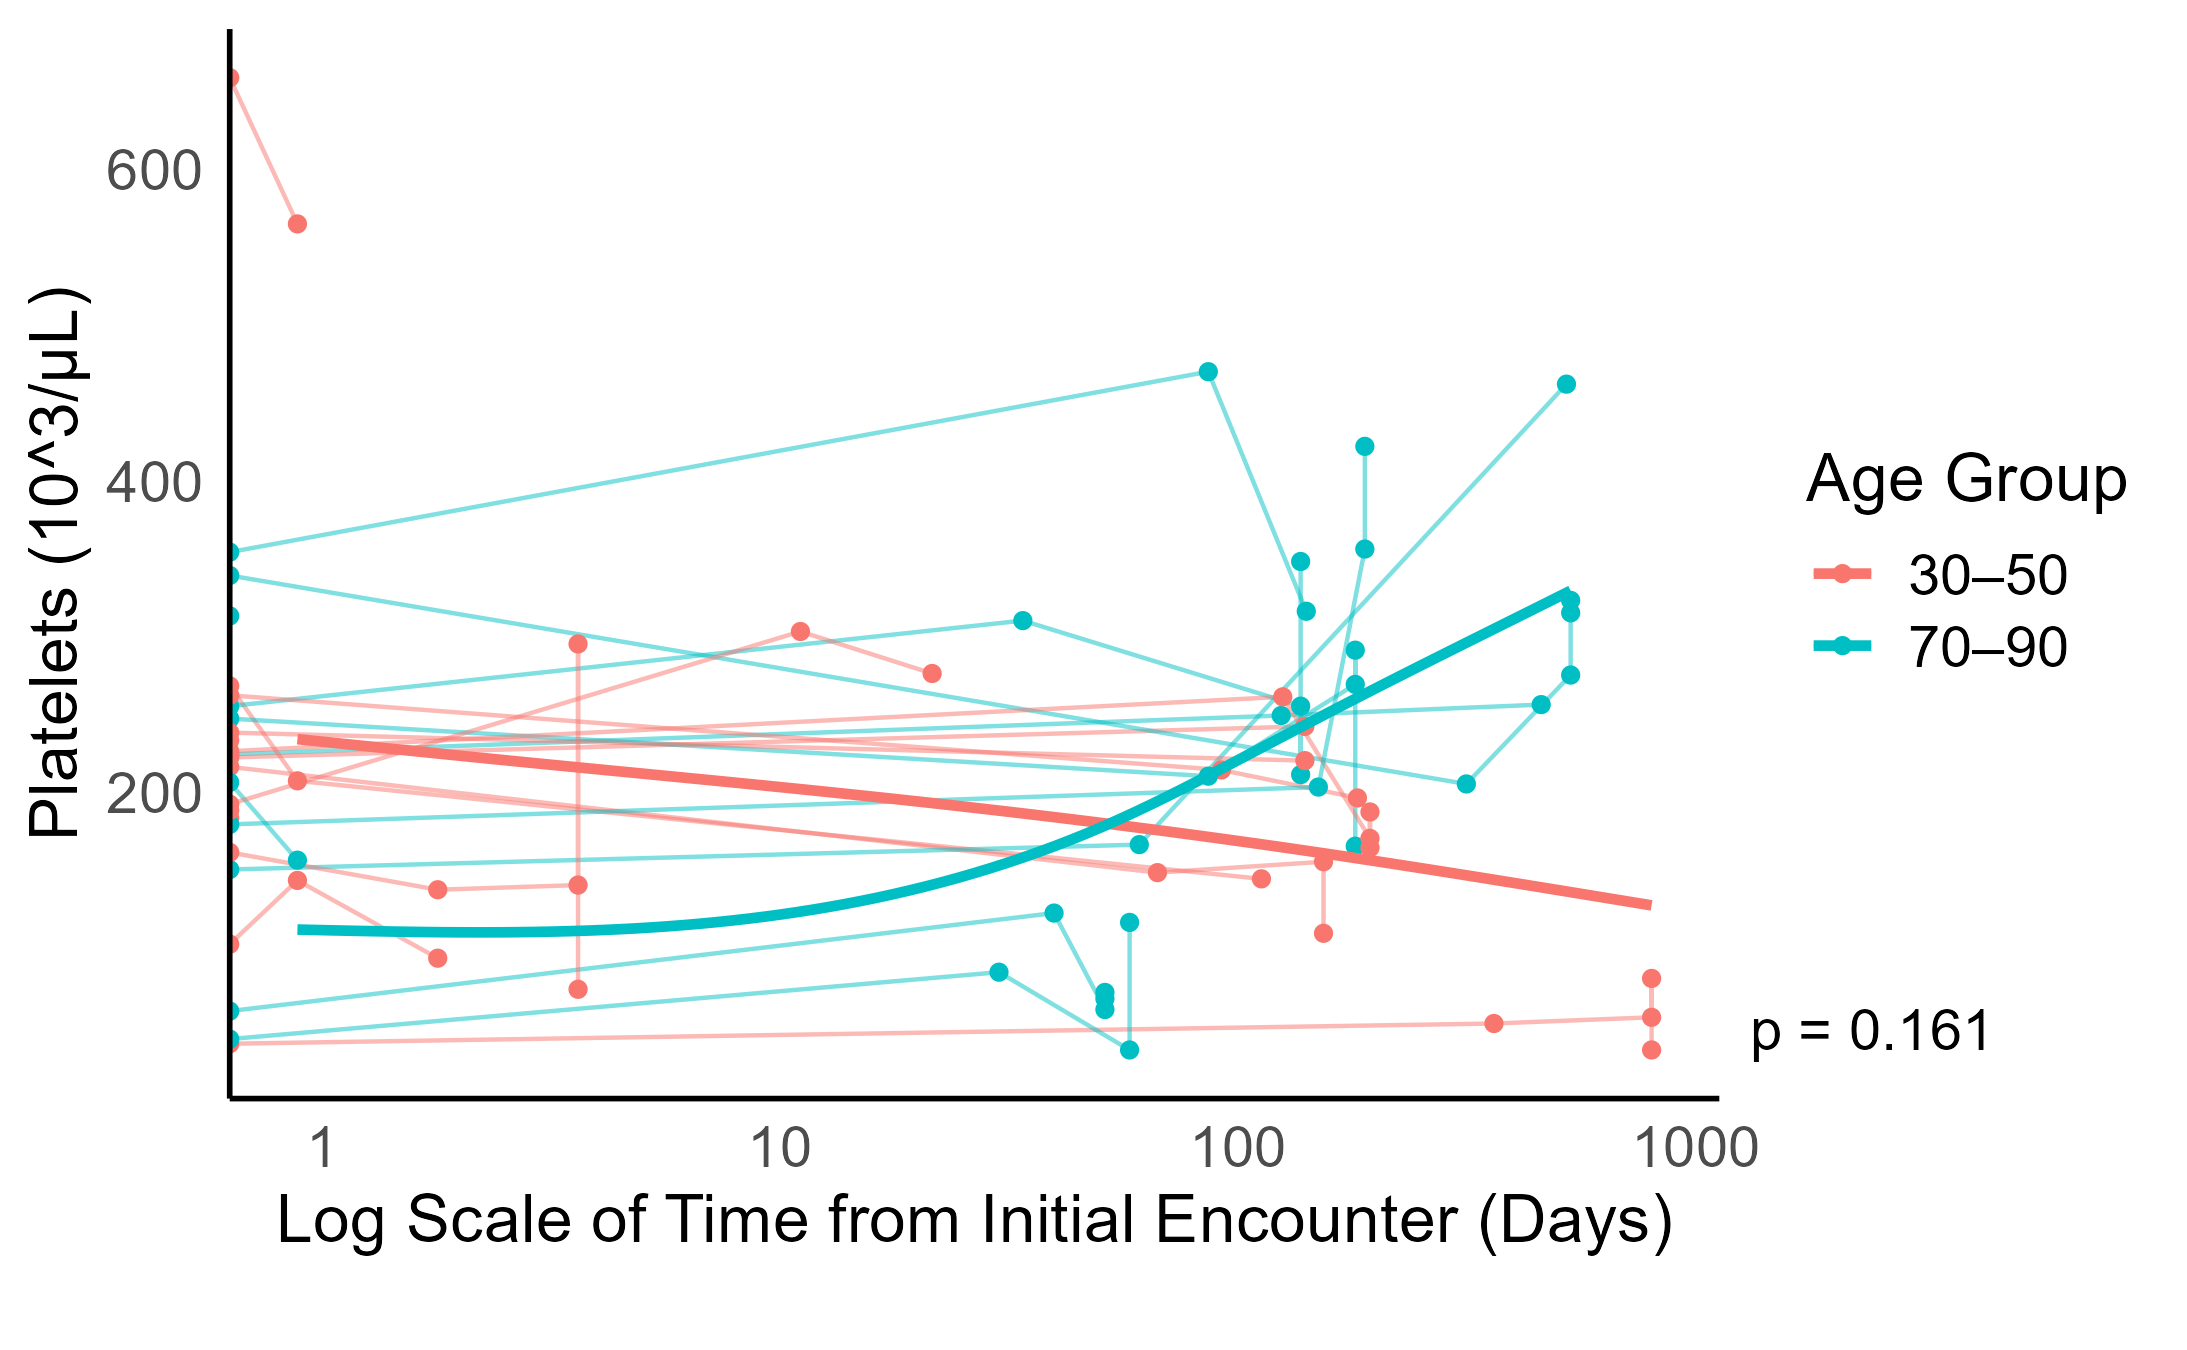 Platelets (10^3/µL)
600
400
200
1 10 100 1000
Log Scale of Time from Initial Encounter (Days)
Age Group
30–50
70–90
p = 0.161